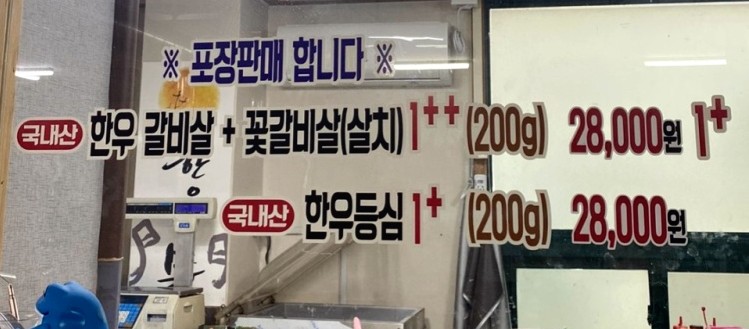 ※ 포장판매 합니다 ※
국내산 한우 갈비살 + 꽃갈비살(살치) 1++ (200g) 28,000원 1+
국내산 한우등심 1+ (200g) 28,000원